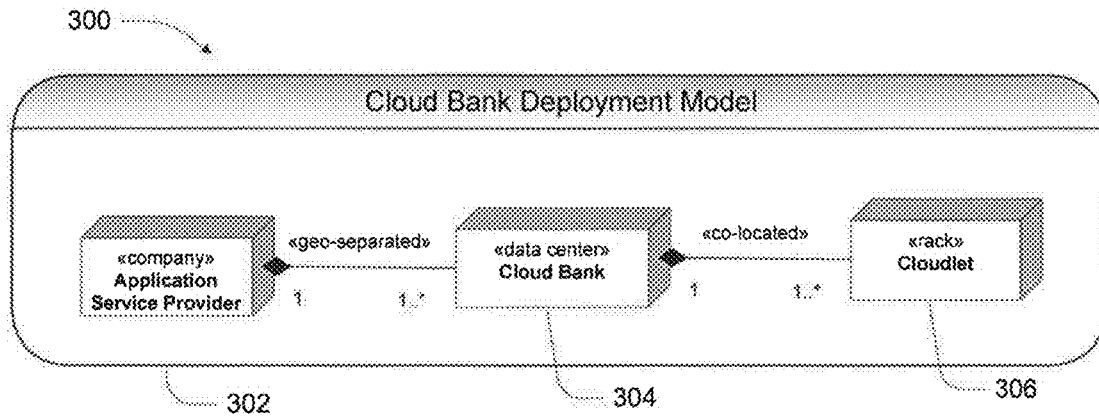 300
Cloud Bank Deployment Model
«company»
Application
Service Provider
«geo-separated»
1
1..*
«data center»
Cloud Bank
«co-located»
1
1..*
«rack»
Cloudlet
302
304
306